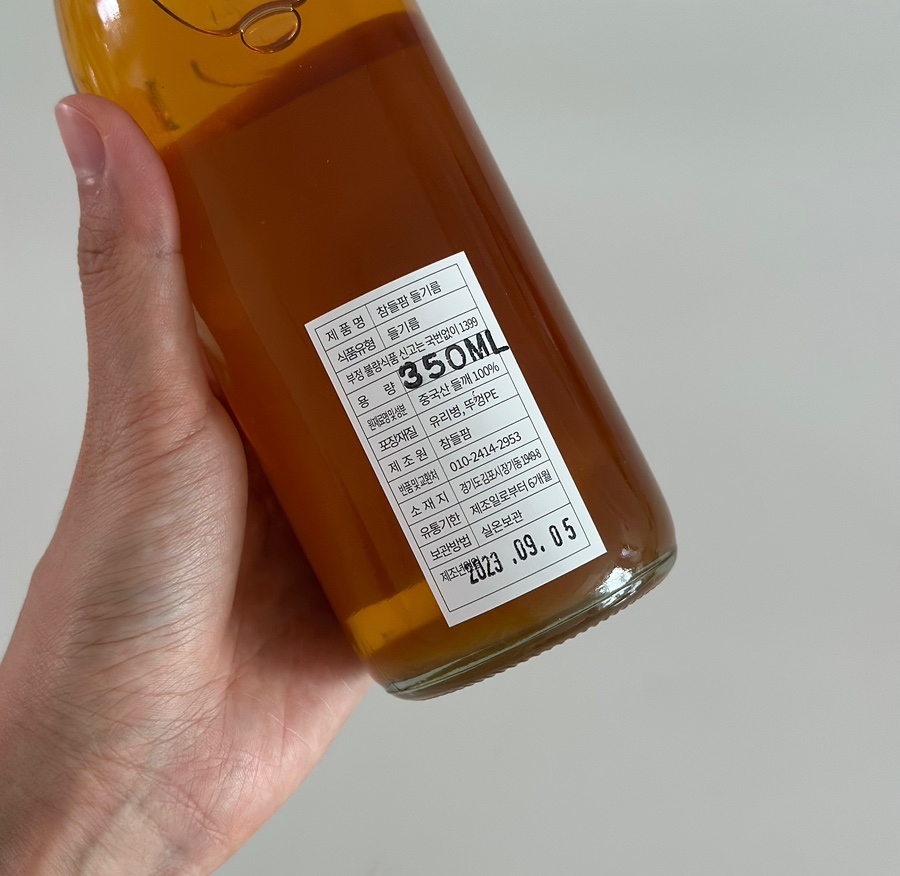 제 품 명 참들팜 들기름
식품유형 들기름
부정 불량식품 신고는 국번없이 1399
용 량 350ML
원재료명 및 성분 중국산 들깨 100%
포장재질 유리병, 뚜껑PE
제 조 원 참들팜
반품 및 교환처 010-2414-2953
소 재 지 경기도 김포시 장기동 1949-8
유통기한 제조일로부터 6개월
보관방법 실온보관
제조년월일 2023 .09. 05